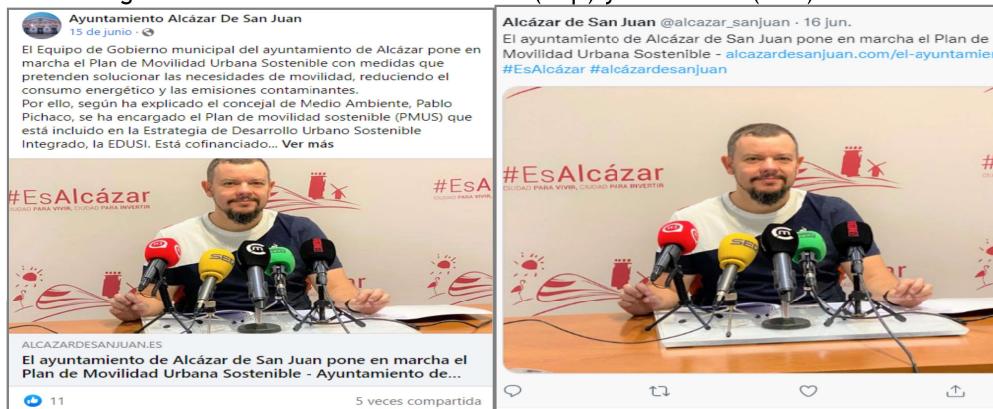 Ayuntamiento Alcázar De San Juan
15 de junio ·
El Equipo de Gobierno municipal del ayuntamiento de Alcázar pone en
marcha el Plan de Movilidad Urbana Sostenible con medidas que
pretenden solucionar las necesidades de movilidad, reduciendo el
consumo energético y las emisiones contaminantes.
Por ello, según ha explicado el concejal de Medio Ambiente, Pablo
Pichaco, se ha encargado el Plan de movilidad sostenible (PMUS) que
está incluido en la Estrategia de Desarrollo Urbano Sostenible
Integrado, la EDUSI. Está cofinanciado... Ver más
#EsAlcázar
CIUDAD PARA VIVIR, CIUDAD PARA INVERTIR
#EsA
SER
cázar
ALCAZARDESANJUAN.ES
El ayuntamiento de Alcázar de San Juan pone en marcha el
Plan de Movilidad Urbana Sostenible - Ayuntamiento de...
11
5 veces compartida
Alcázar de San Juan @alcazar_sanjuan · 16 jun.
El ayuntamiento de Alcázar de San Juan pone en marcha el Plan de
Movilidad Urbana Sostenible - alcazardesanjuan.com/el-ayuntamie
#EsAlcázar #alcázardesanjuan
#EsAlcázar
CIUDAD PARA VIVIR, CIUDAD PARA INVERTIR
SER